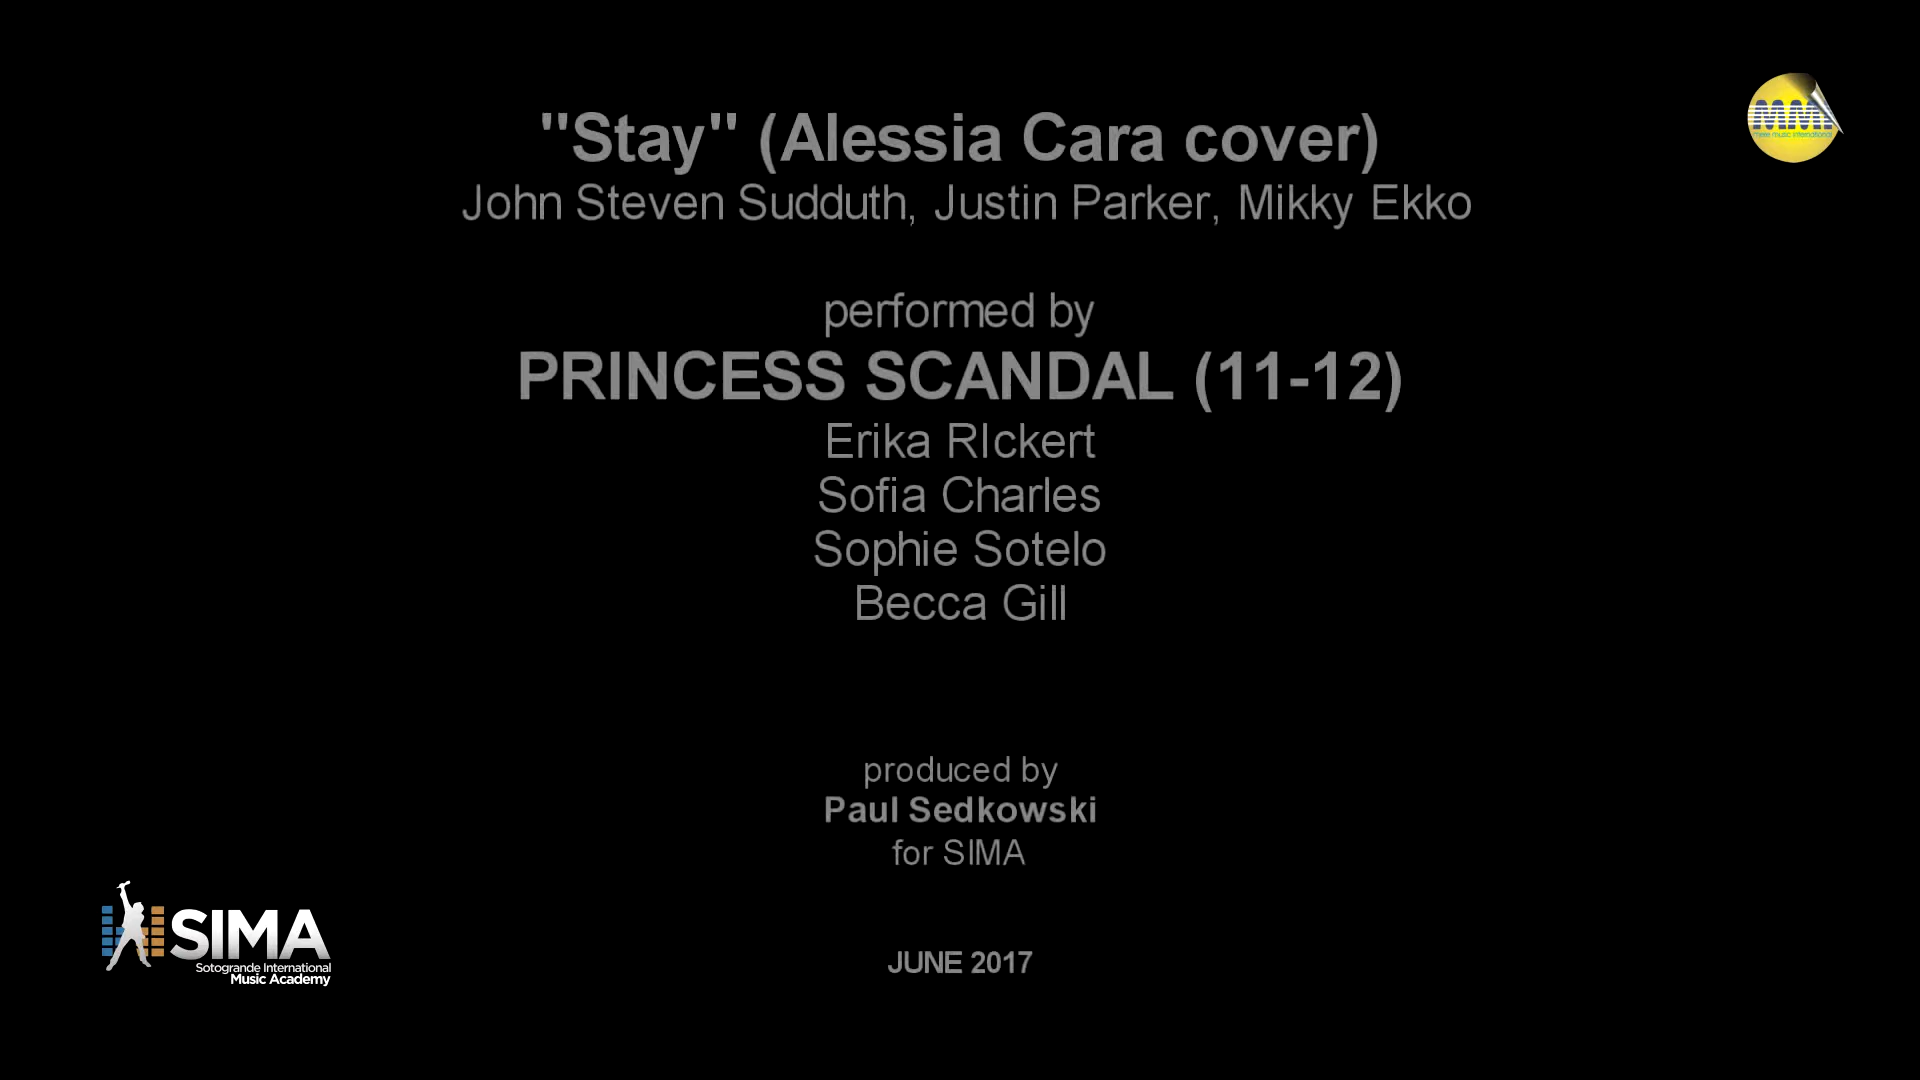 "Stay" (Alessia Cara cover)
John Steven Sudduth, Justin Parker, Mikky Ekko
performed by
PRINCESS SCANDAL (11-12)
Erika RIckert
Sofia Charles
Sophie Sotelo
Becca Gill
produced by
Paul Sedkowski
for SIMA
JUNE 2017
SIMA
Sotogrande International
Music Academy
MMI
music international